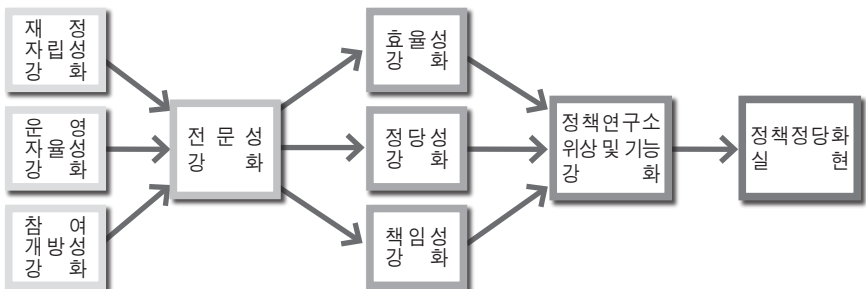 재 정
자립성
강 화
운 영
자율성
강 화
참 여
개방성
강 화
전문성
강 화
효율성
강 화
정당성
강 화
책임성
강 화
정책연구소
위상 및 기능
강 화
정책정당화
실 현